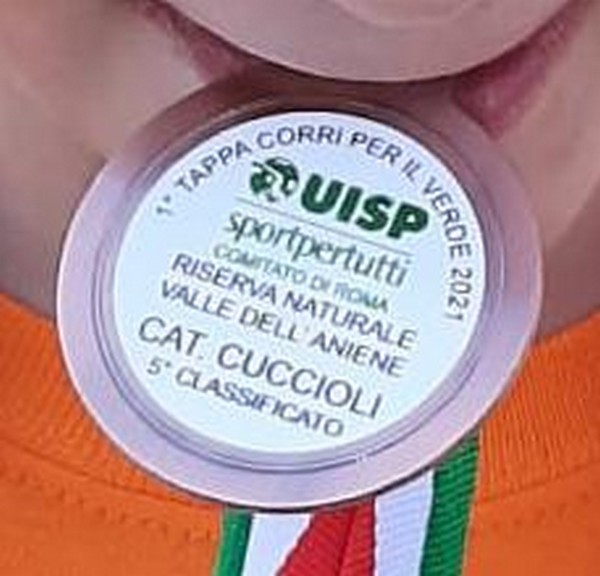 1° TAPPA CORRI PER IL VERDE 2021
UISP
sportpertutti
COMITATO DI ROMA
RISERVA NATURALE
VALLE DELL'ANIENE
CAT. CUCCIOLI
5° CLASSIFICATO